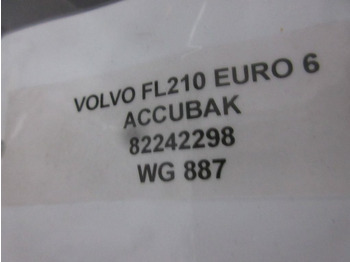 VOLVO FL210 EURO 6
ACCUBAK
82242298
WG 887